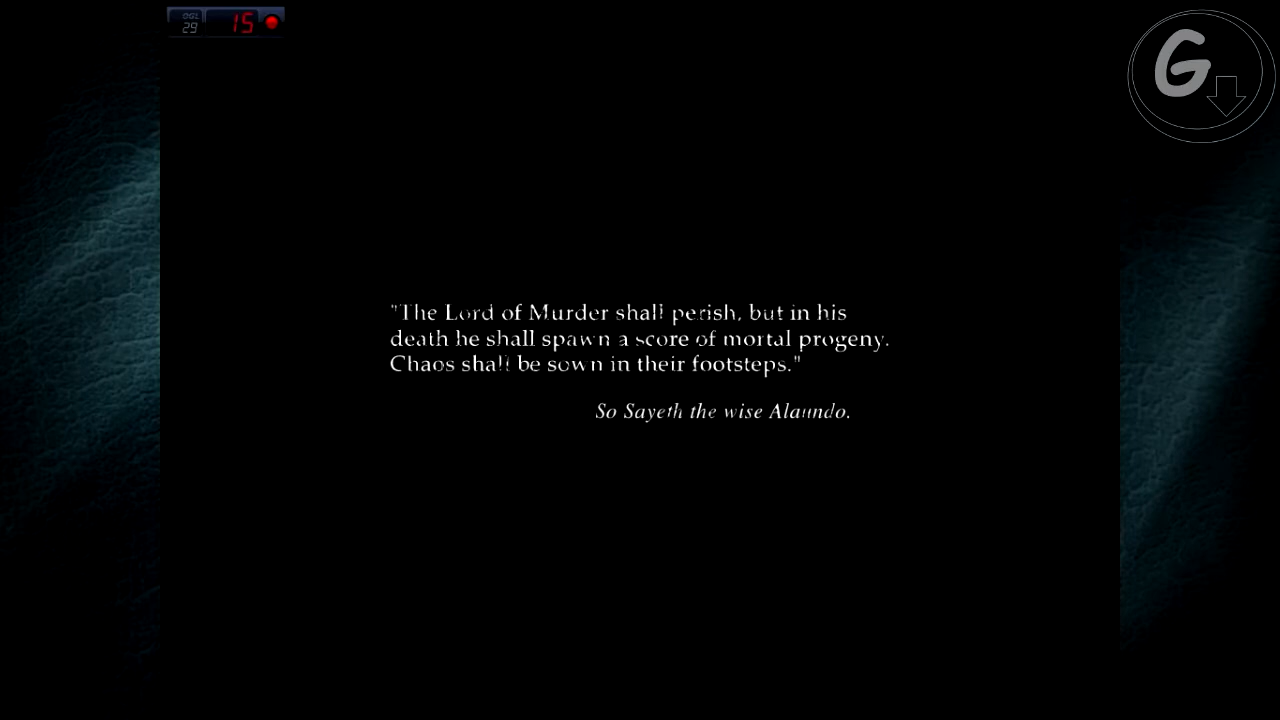 OGL
29
15
G
"The Lord of Murder shall perish, but in his
death he shall spawn a score of mortal progeny.
Chaos shall be sown in their footsteps."
So Sayeth the wise Alaundo.